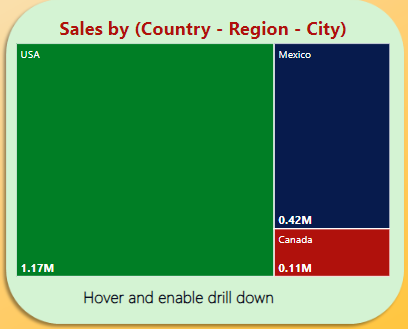 Sales by (Country - Region - City)
USA
1.17M
Mexico
0.42M
Canada
0.11M
Hover and enable drill down